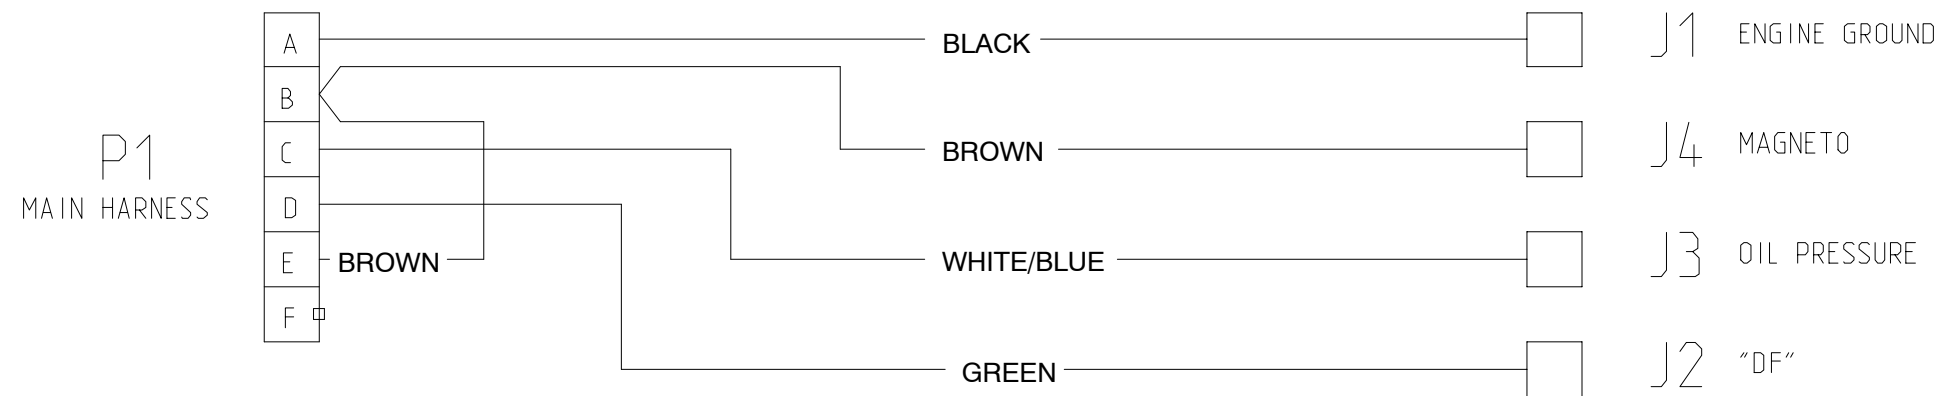 A BLACK J1 ENGINE GROUND
B
P1 C BROWN J4 MAGNETO
MAIN HARNESS D
E BROWN WHITE/BLUE J3 OIL PRESSURE
F
GREEN J2 "DF"